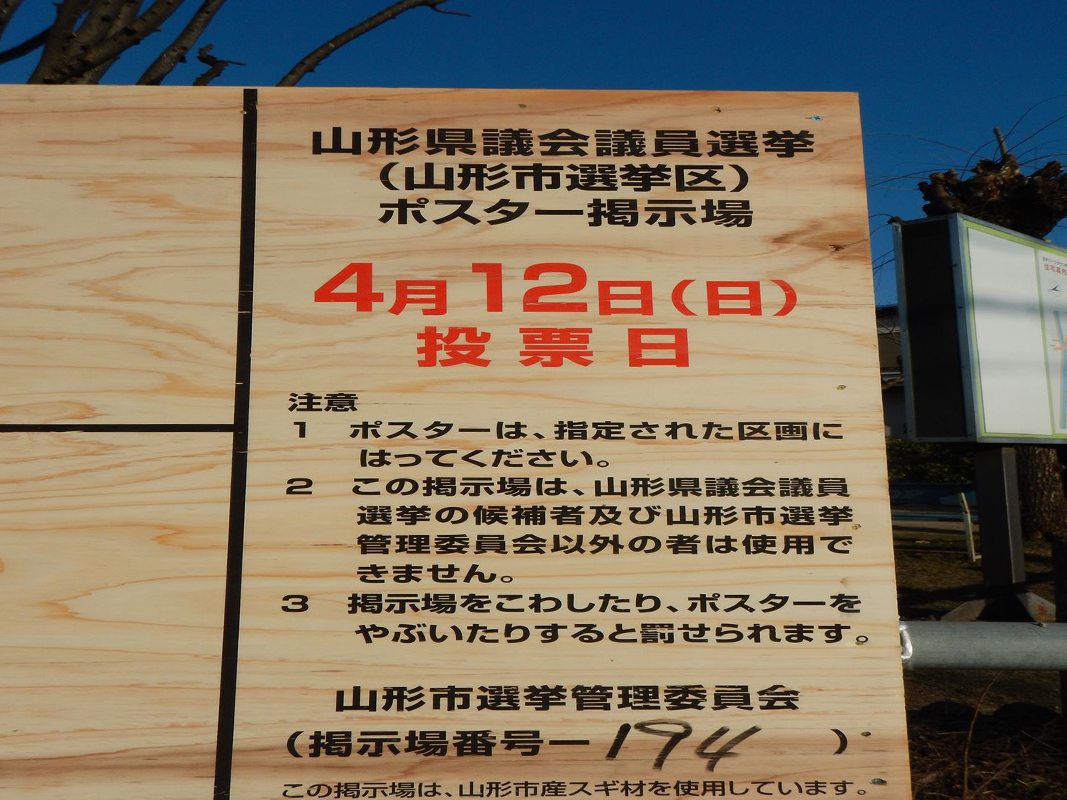 山形県議会議員選挙
（山形市選挙区）
ポスター掲示場
4月12日（日）
投票日
注意
1 ポスターは、指定された区画に
はってください。
2 この掲示場は、山形県議会議員
選挙の候補者及び山形市選挙
管理委員会以外の者は使用で
きません。
3 掲示場をこわしたり、ポスターを
やぶいたりすると罰せられます。
山形市選挙管理委員会
（掲示場番号－194）
この掲示場は、山形市産スギ材を使用しています。